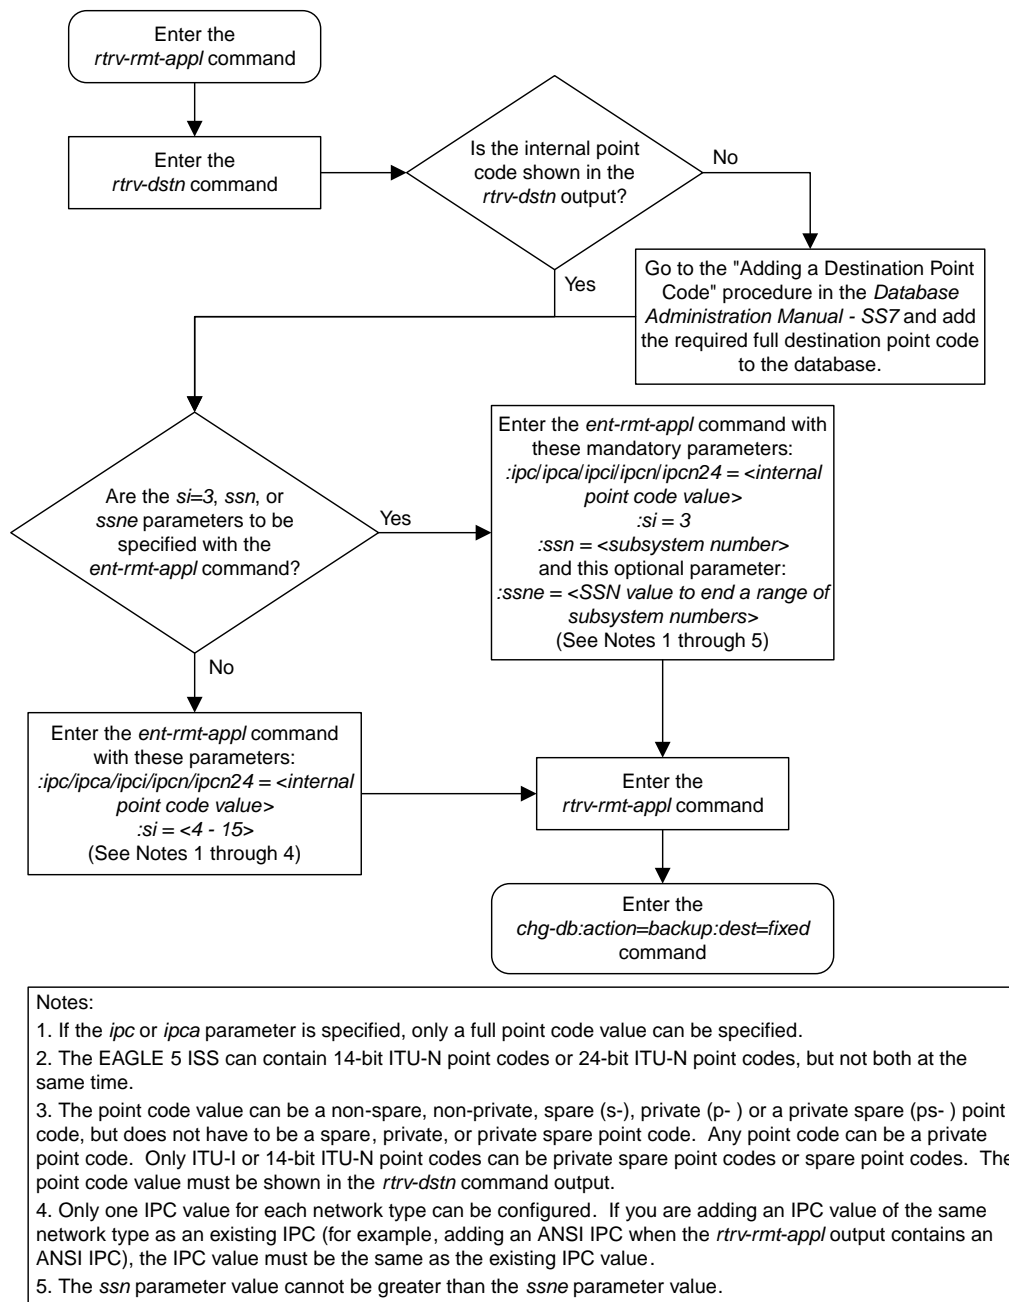 Enter the
rtrv-rmt-appl command
Enter the
rtrv-dstn command
Is the internal point
code shown in the
rtrv-dstn output?
No
Yes
Go to the "Adding a Destination Point
Code" procedure in the Database
Administration Manual - SS7 and add
the required full destination point code
to the database.
Are the si=3, ssn, or
ssne parameters to be
specified with the
ent-rmt-appl command?
Yes
No
Enter the ent-rmt-appl command with
these mandatory parameters:
:ipc/ipca/ipci/ipcn/ipcn24 = <internal
point code value>
:si = 3
:ssn = <subsystem number>
and this optional parameter:
:ssne = <SSN value to end a range of
subsystem numbers>
(See Notes 1 through 5)
Enter the ent-rmt-appl command
with these parameters:
:ipc/ipca/ipci/ipcn/ipcn24 = <internal
point code value>
:si = <4 - 15>
(See Notes 1 through 4)
Enter the
rtrv-rmt-appl command
Enter the
chg-db:action=backup:dest=fixed
command
Notes:
1. If the ipc or ipca parameter is specified, only a full point code value can be specified.
2. The EAGLE 5 ISS can contain 14-bit ITU-N point codes or 24-bit ITU-N point codes, but not both at the
same time.
3. The point code value can be a non-spare, non-private, spare (s-), private (p- ) or a private spare (ps- ) point
code, but does not have to be a spare, private, or private spare point code.  Any point code can be a private
point code.  Only ITU-I or 14-bit ITU-N point codes can be private spare point codes or spare point codes.  The
point code value must be shown in the rtrv-dstn command output.
4. Only one IPC value for each network type can be configured.  If you are adding an IPC value of the same
network type as an existing IPC (for example, adding an ANSI IPC when the rtrv-rmt-appl output contains an
ANSI IPC), the IPC value must be the same as the existing IPC value.
5. The ssn parameter value cannot be greater than the ssne parameter value.